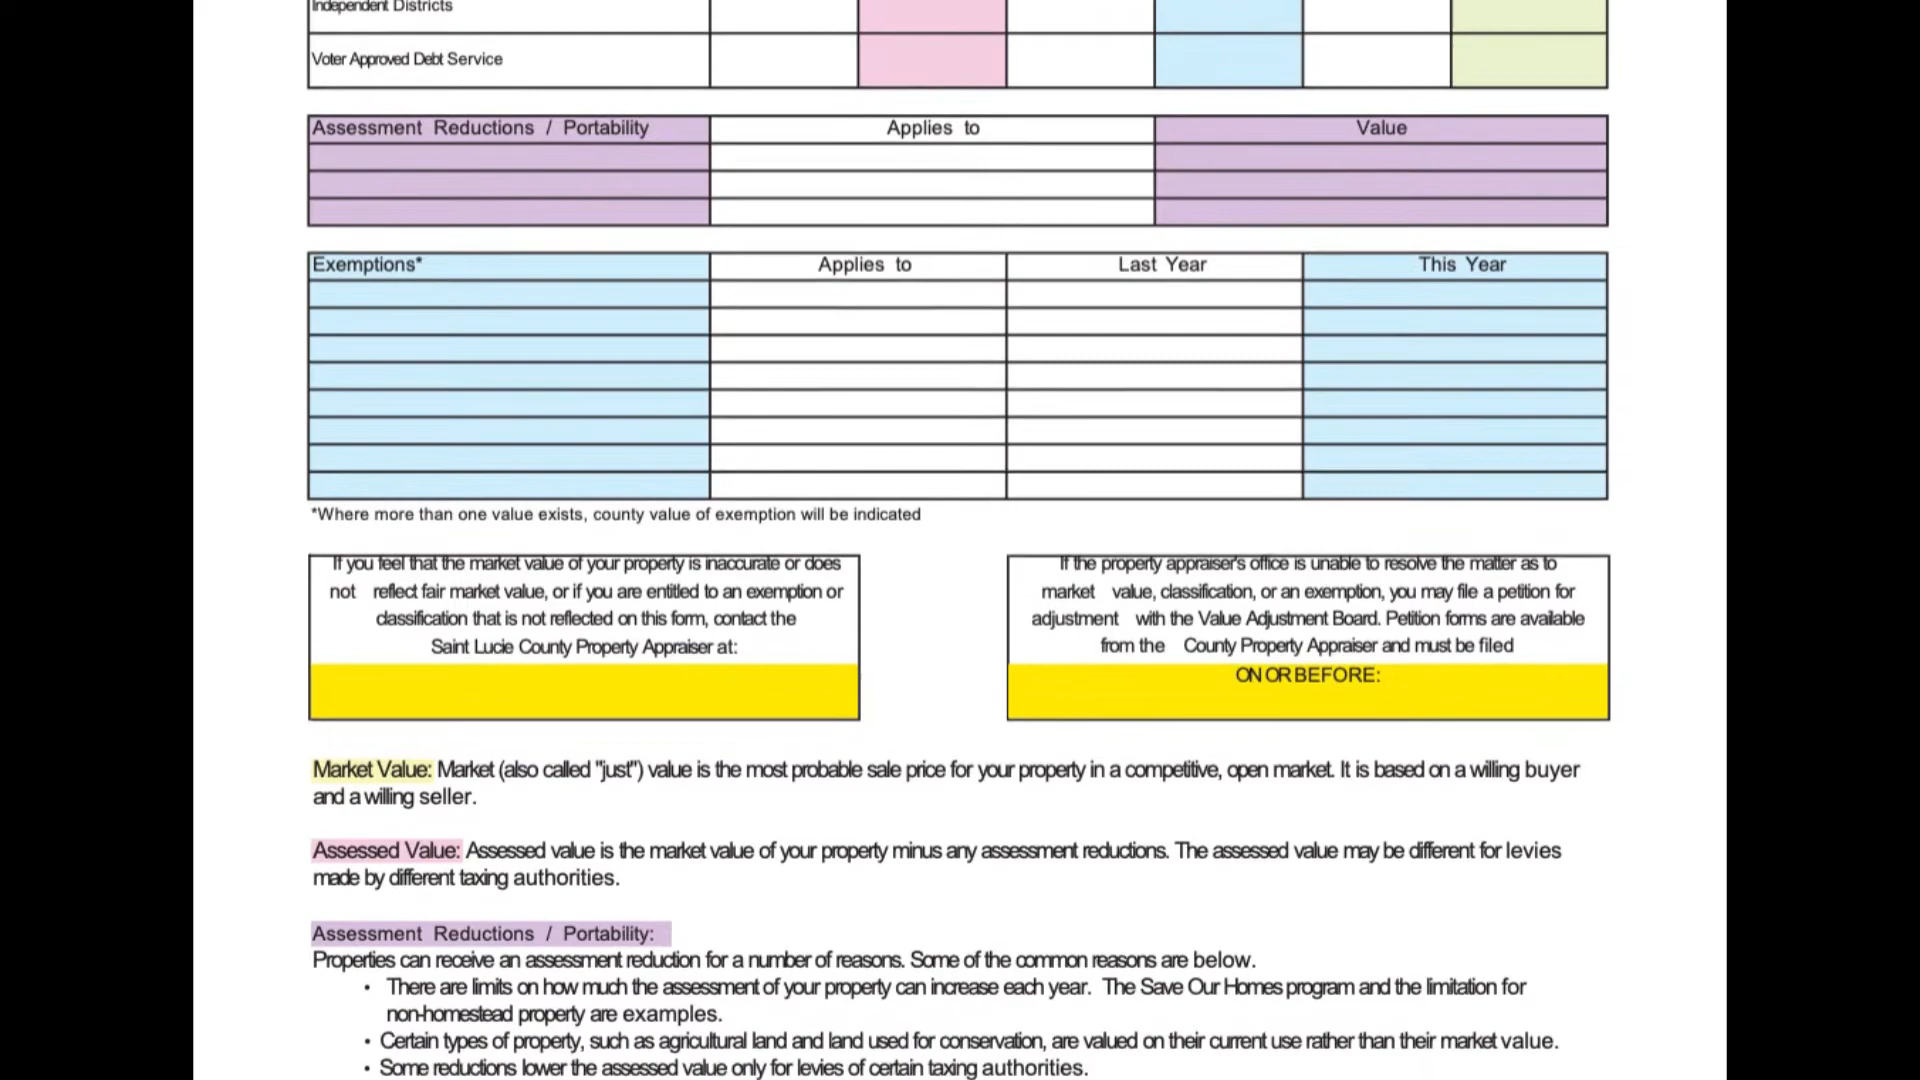 Independent Districts
Voter Approved Debt Service
Assessment Reductions / Portability Applies to Value
Exemptions* Applies to Last Year This Year
*Where more than one value exists, county value of exemption will be indicated
If you feel that the market value of your property is inaccurate or does
not reflect fair market value, or if you are entitled to an exemption or
classification that is not reflected on this form, contact the
Saint Lucie County Property Appraiser at:
If the property appraiser's office is unable to resolve the matter as to
market value, classification, or an exemption, you may file a petition for
adjustment with the Value Adjustment Board. Petition forms are available
from the County Property Appraiser and must be filed
ON OR BEFORE:
Market Value: Market (also called "just") value is the most probable sale price for your property in a competitive, open market. It is based on a willing buyer
and a willing seller.
Assessed Value: Assessed value is the market value of your property minus any assessment reductions. The assessed value may be different for levies
made by different taxing authorities.
Assessment Reductions / Portability:
Properties can receive an assessment reduction for a number of reasons. Some of the common reasons are below.
• There are limits on how much the assessment of your property can increase each year. The Save Our Homes program and the limitation for
non-homestead property are examples.
• Certain types of property, such as agricultural land and land used for conservation, are valued on their current use rather than their market value.
• Some reductions lower the assessed value only for levies of certain taxing authorities.